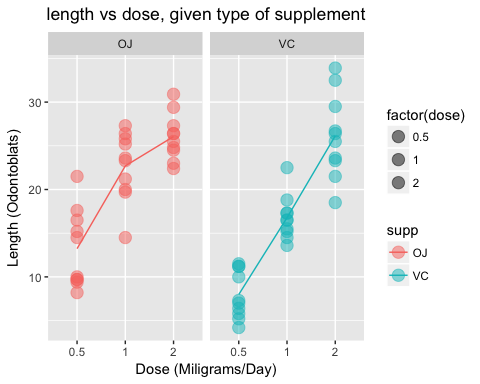 length vs dose, given type of supplement
OJ
VC
Length (Odontoblats)
30
20
10
0.5
1
2
0.5
1
2
Dose (Miligrams/Day)
factor(dose)
0.5
1
2
supp
OJ
VC